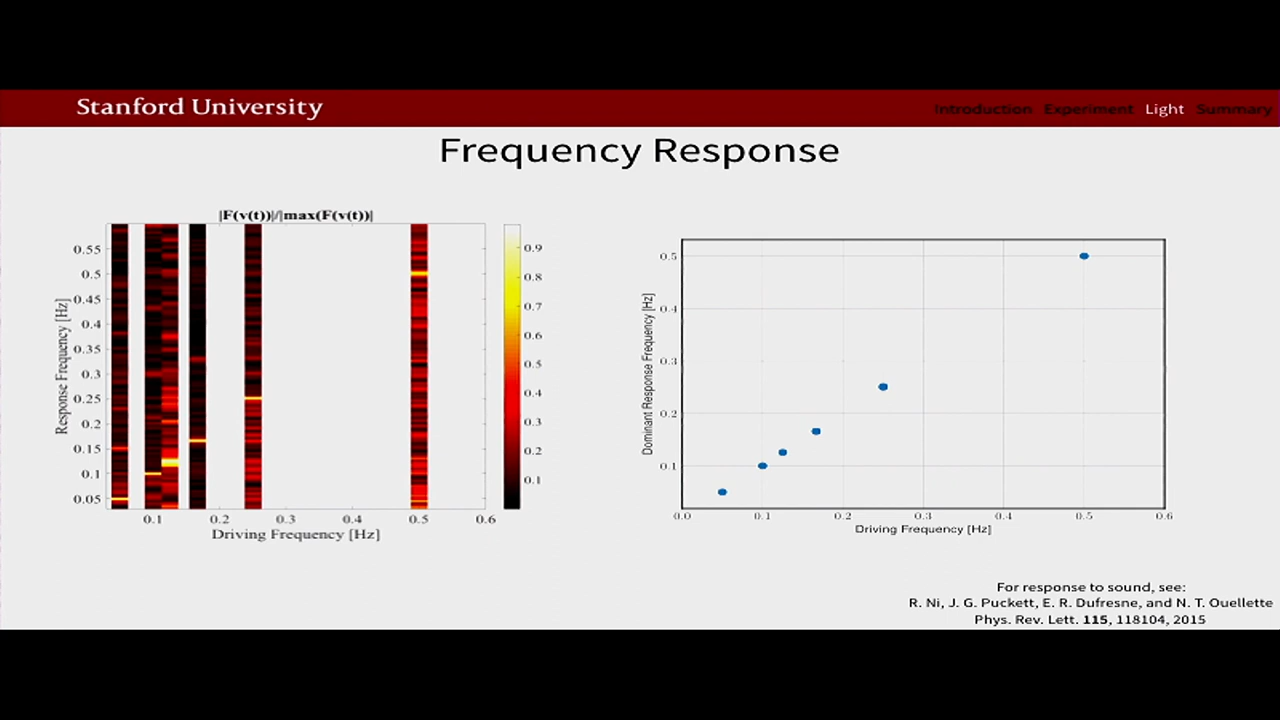 Stanford University
Introduction Experiment Light Summary
Frequency Response
|F(v(t))|/|max(F(v(t))|
Response Frequency [Hz]
0.55
0.5
0.45
0.4
0.35
0.3
0.25
0.2
0.15
0.1
0.05
0.1 0.2 0.3 0.4 0.5 0.6
Driving Frequency [Hz]
0.9
0.8
0.7
0.6
0.5
0.4
0.3
0.2
0.1
Dominant Response Frequency [Hz]
0.5
0.4
0.3
0.2
0.1
0.0 0.1 0.2 0.3 0.4 0.5 0.6
Driving Frequency [Hz]
For response to sound, see:
R. Ni, J. G. Puckett, E. R. Dufresne, and N. T. Ouellette
Phys. Rev. Lett. 115, 118104, 2015